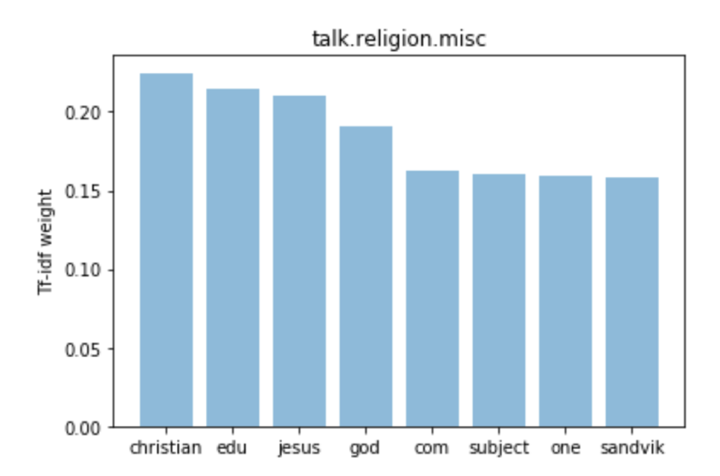 talk.religion.misc
Tf-idf weight
0.20
0.15
0.10
0.05
0.00
christian edu jesus god com subject one sandvik